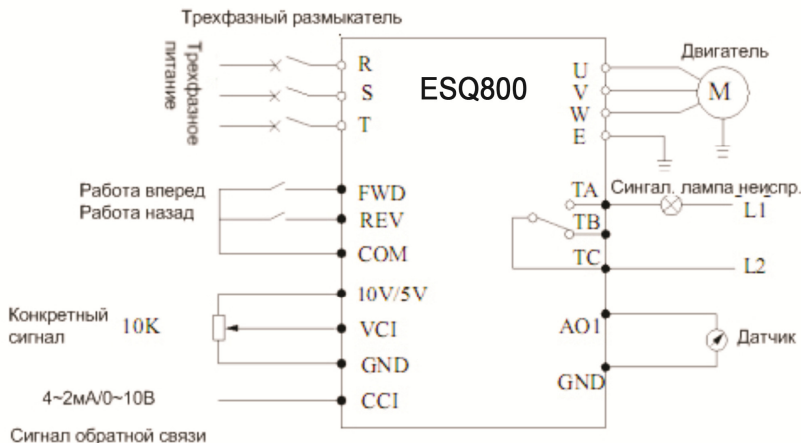 Трехфазный размыкатель
Трехфазное
питание
R
S
T
ESQ800
U
V
W
E
Двигатель
M
Работа вперед
Работа назад
FWD
REV
COM
TA
TB
TC
Сингал. лампа неиспр.
L1
L2
Конкретный
сигнал
10K
10V/5V
VCI
GND
AO1
GND
Датчик
4~2мА/0~10В
CCI
Сигнал обратной связи